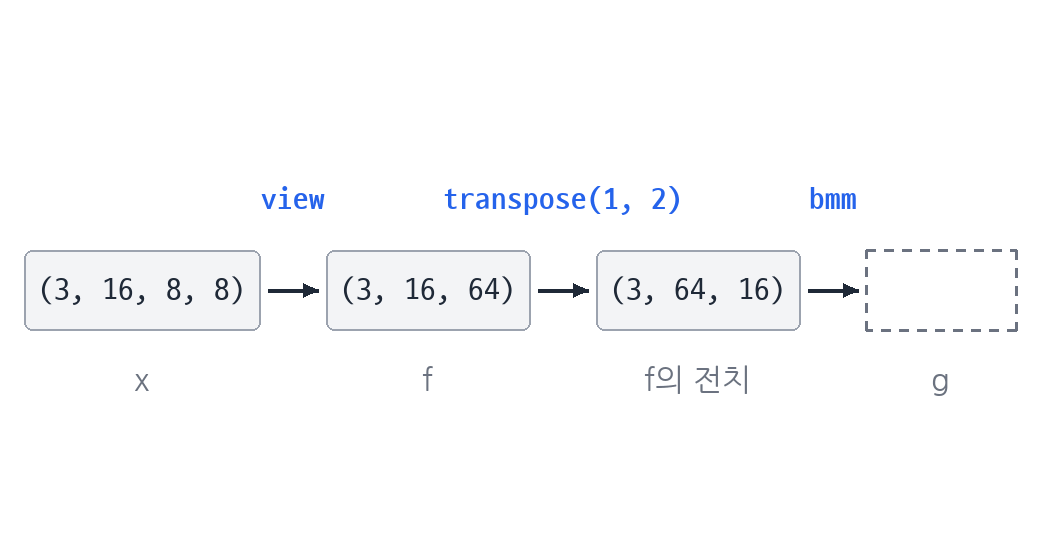 view transpose(1, 2) bmm
(3, 16, 8, 8) (3, 16, 64) (3, 64, 16)
x f f의 전치 g